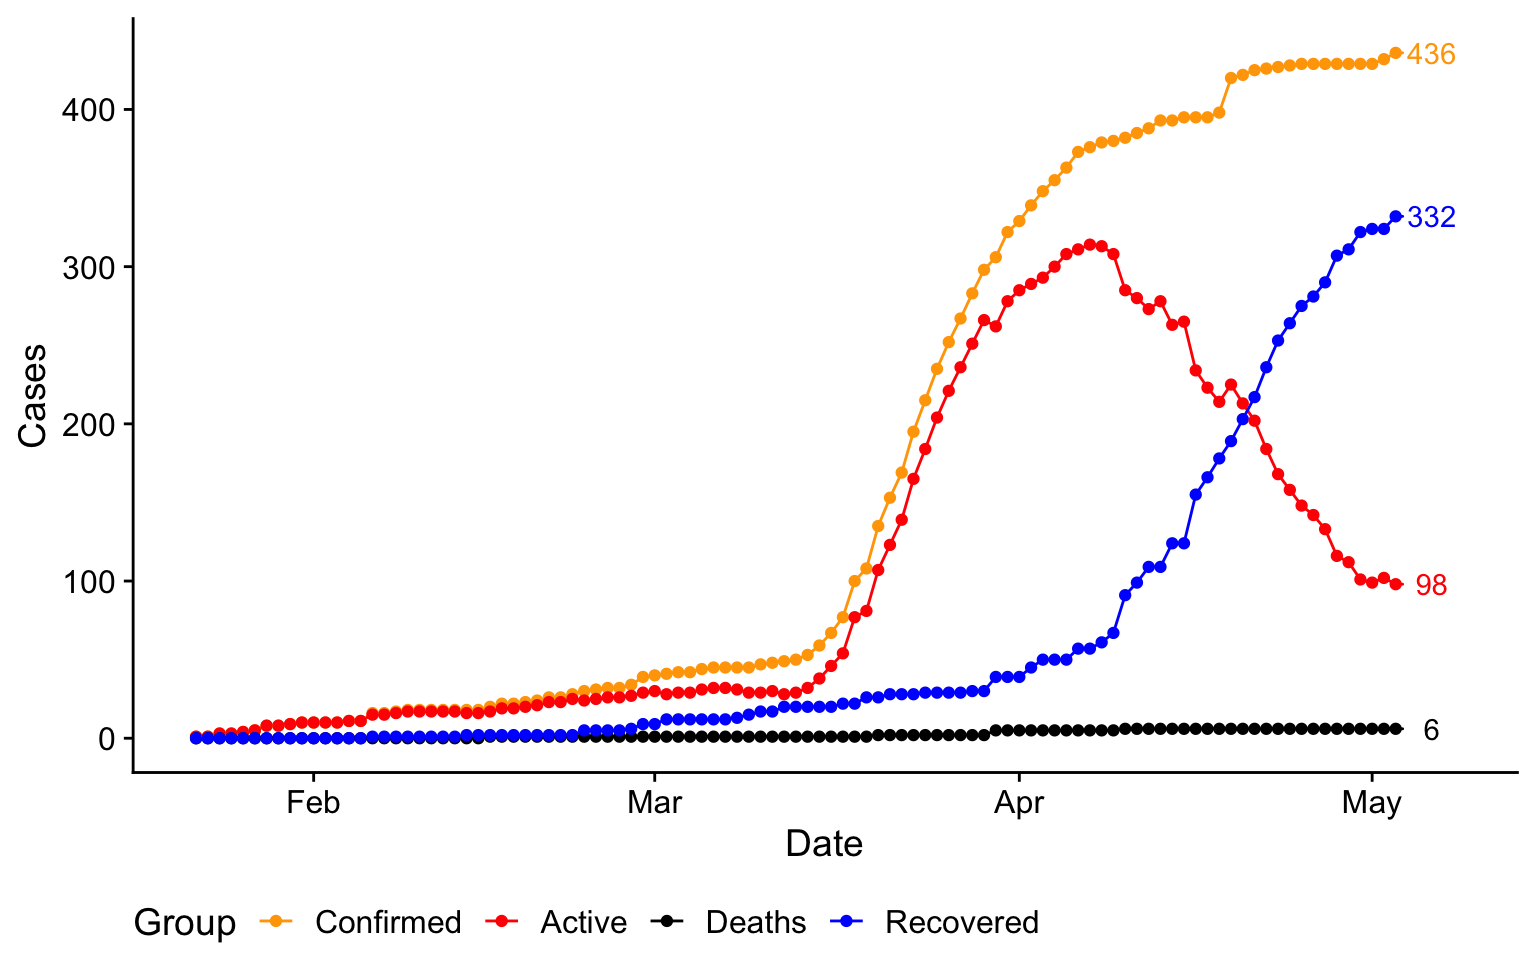 436
400
332
300
Cases
200
100
98
6
0
Feb Mar Apr May
Date
Group Confirmed Active Deaths Recovered